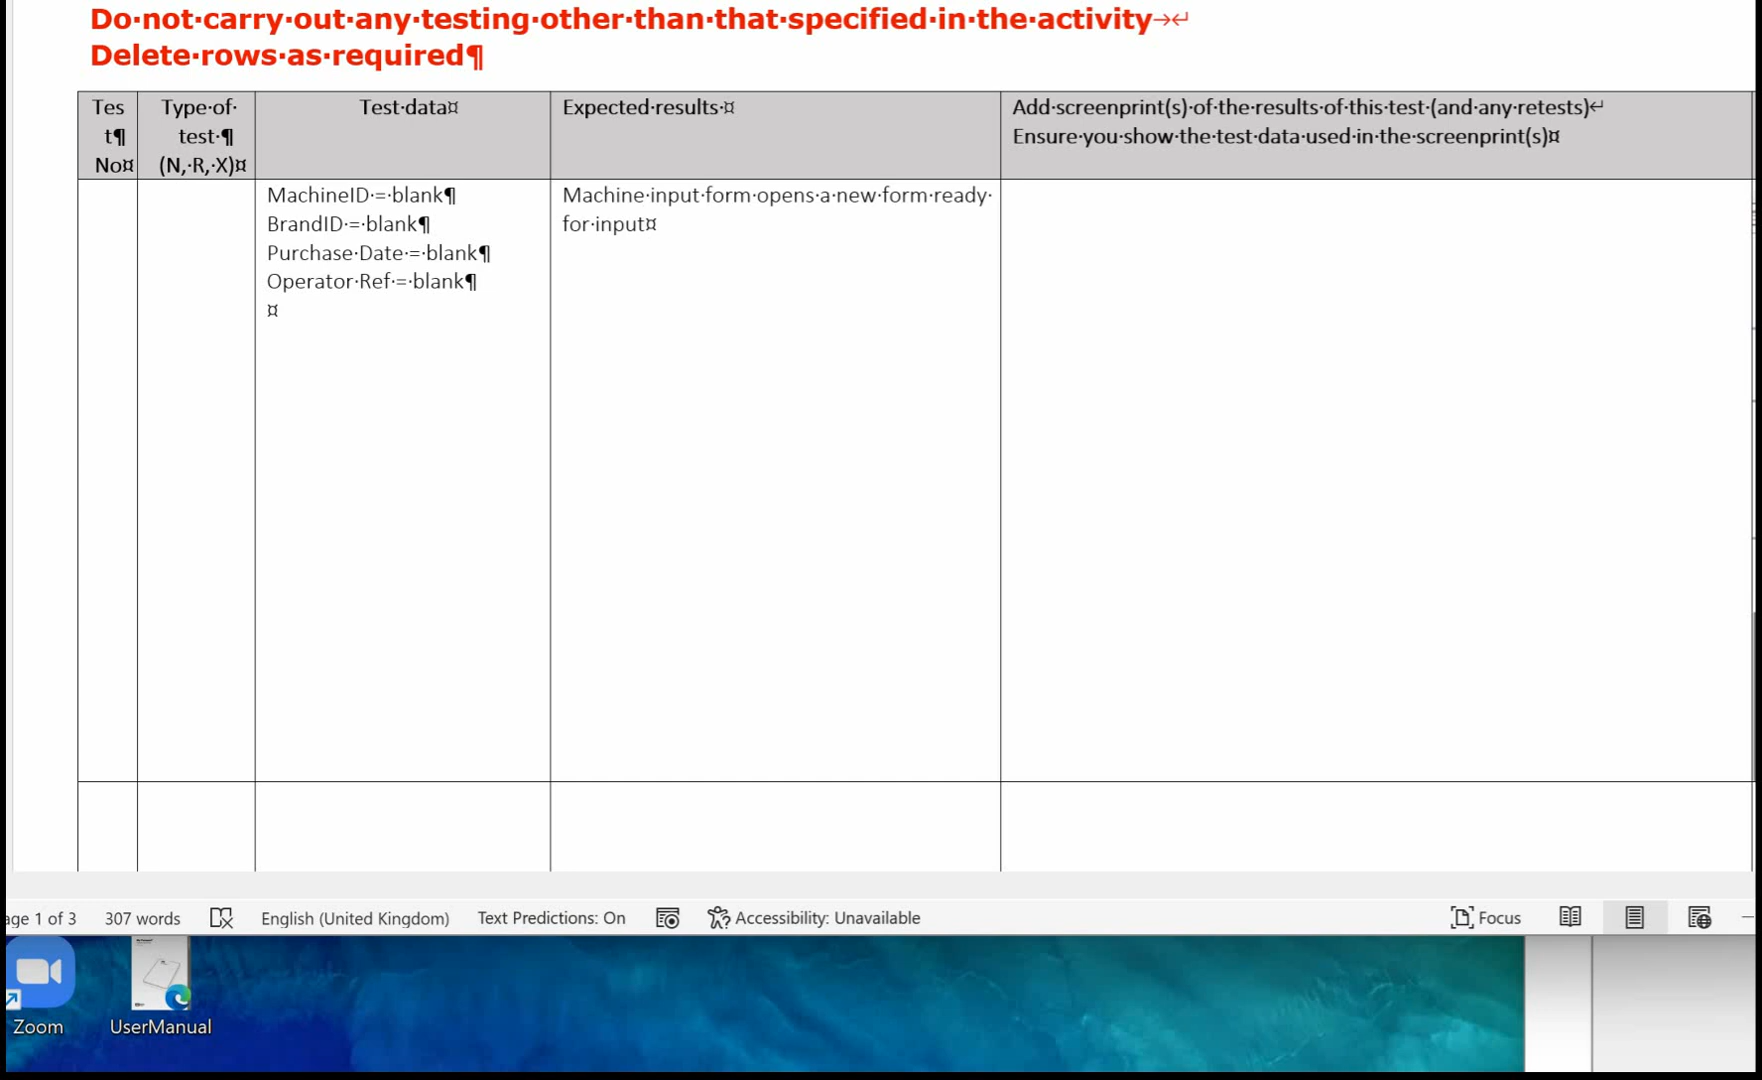 Do·not·carry·out·any·testing·other·than·that·specified·in·the·activity→↵
Delete·rows·as·required¶
Tes
t¶
No¤
Type·of·
test·¶
(N,·R,·X)¤
Test·data¤
Expected·results·¤
Add·screenprint(s)·of·the·results·of·this·test·(and·any·retests)↵
Ensure·you·show·the·test·data·used·in·the·screenprint(s)¤
MachineID·=·blank¶
BrandID·=·blank¶
Purchase·Date·=·blank¶
Operator·Ref·=·blank¶
¤
Machine·input·form·opens·a·new·form·ready·
for·input¤
age 1 of 3
307 words
English (United Kingdom)
Text Predictions: On
Accessibility: Unavailable
Focus
Zoom
UserManual